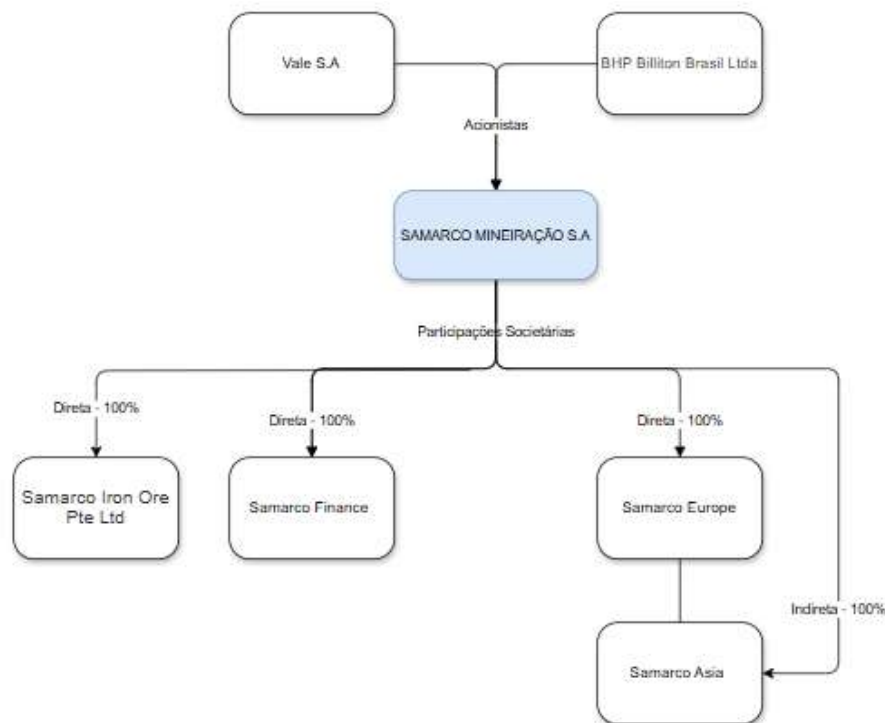 Vale S.A
BHP Billiton Brasil Ltda
Acionistas
SAMARCO MINEIRAÇÃO S.A
Participações Societárias
Direta - 100%
Direta - 100%
Direta - 100%
Samarco Iron Ore
Pte Ltd
Samarco Finance
Samarco Europe
Indireta - 100%
Samarco Asia